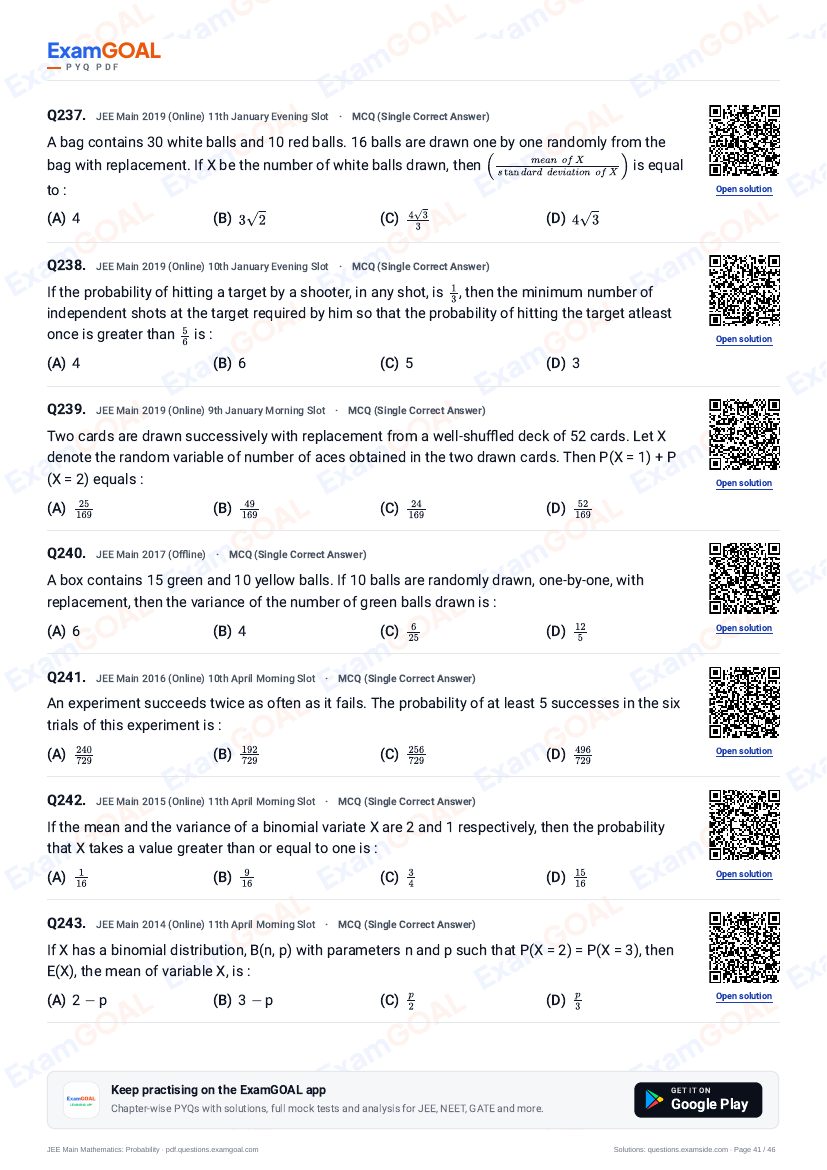 ExamGOAL
PYQ PDF
Q237. JEE Main 2019 (Online) 11th January Evening Slot · MCQ (Single Correct Answer)
A bag contains 30 white balls and 10 red balls. 16 balls are drawn one by one randomly from the
bag with replacement. If X be the number of white balls drawn, then (mean of X / standard deviation of X) is equal
to :
(A) 4 (B) 3√2 (C) 4√3/3 (D) 4√3
Open solution
Q238. JEE Main 2019 (Online) 10th January Evening Slot · MCQ (Single Correct Answer)
If the probability of hitting a target by a shooter, in any shot, is 1/3, then the minimum number of
independent shots at the target required by him so that the probability of hitting the target atleast
once is greater than 5/6 is :
(A) 4 (B) 6 (C) 5 (D) 3
Open solution
Q239. JEE Main 2019 (Online) 9th January Morning Slot · MCQ (Single Correct Answer)
Two cards are drawn successively with replacement from a well-shuffled deck of 52 cards. Let X
denote the random variable of number of aces obtained in the two drawn cards. Then P(X = 1) + P
(X = 2) equals :
(A) 25/169 (B) 49/169 (C) 24/169 (D) 52/169
Open solution
Q240. JEE Main 2017 (Offline) · MCQ (Single Correct Answer)
A box contains 15 green and 10 yellow balls. If 10 balls are randomly drawn, one-by-one, with
replacement, then the variance of the number of green balls drawn is :
(A) 6 (B) 4 (C) 6/25 (D) 12/5
Open solution
Q241. JEE Main 2016 (Online) 10th April Morning Slot · MCQ (Single Correct Answer)
An experiment succeeds twice as often as it fails. The probability of at least 5 successes in the six
trials of this experiment is :
(A) 240/729 (B) 192/729 (C) 256/729 (D) 496/729
Open solution
Q242. JEE Main 2015 (Online) 11th April Morning Slot · MCQ (Single Correct Answer)
If the mean and the variance of a binomial variate X are 2 and 1 respectively, then the probability
that X takes a value greater than or equal to one is :
(A) 1/16 (B) 9/16 (C) 3/4 (D) 15/16
Open solution
Q243. JEE Main 2014 (Online) 11th April Morning Slot · MCQ (Single Correct Answer)
If X has a binomial distribution, B(n, p) with parameters n and p such that P(X = 2) = P(X = 3), then
E(X), the mean of variable X, is :
(A) 2 − p (B) 3 − p (C) p/2 (D) p/3
Open solution
ExamGOAL
Keep practising on the ExamGOAL app
Chapter-wise PYQs with solutions, full mock tests and analysis for JEE, NEET, GATE and more.
GET IT ON
Google Play
JEE Main Mathematics: Probability · pdf.questions.examgoal.com
Solutions: questions.examside.com · Page 41 / 46